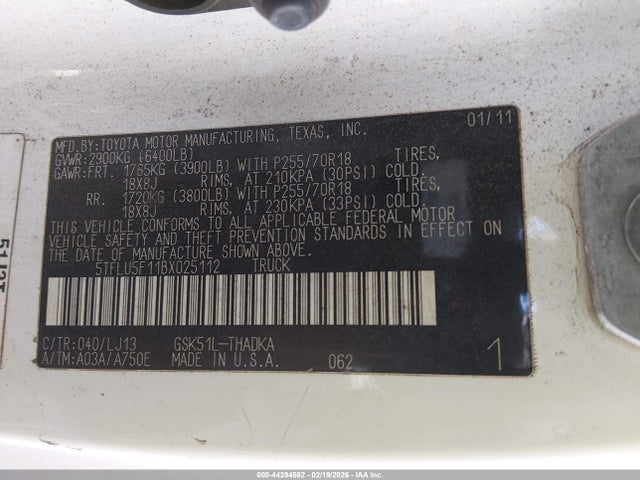 MFD.BY:TOYOTA MOTOR MANUFACTURING, TEXAS, INC. 01/11
GVWR:2900KG (6400LB)
GAWR:FRT. 1765KG (3900LB) WITH P255/70R18 TIRES,
18X8J RIMS, AT 210KPA (30PSI) COLD.
RR. 1720KG (3800LB) WITH P255/70R18 TIRES,
18X8J RIMS, AT 230KPA (33PSI) COLD.
THIS VEHICLE CONFORMS TO ALL APPLICABLE FEDERAL MOTOR
VEHICLE SAFETY AND THEFT PREVENTION STANDARDS IN EFFECT ON
THE DATE OF MANUFACTURE SHOWN ABOVE.
5TFLU5F11BX025112 TRUCK
C/TR:040/LJ13 GSK51L-THADKA
A/TM:A03A/A750E MADE IN U.S.A. 062 1
000-44394562 - 02/19/2026 - IAAI.com